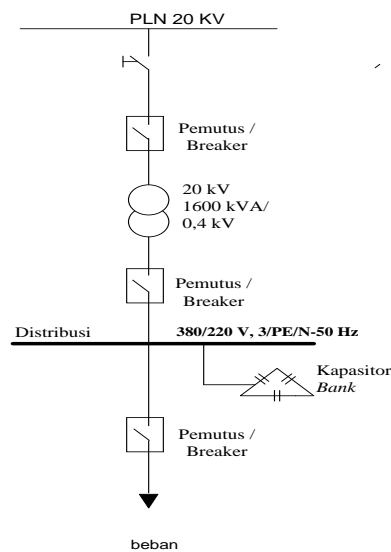 PLN 20 KV
Pemutus /
Breaker
20 kV
1600 kVA/
0,4 kV
Pemutus /
Breaker
Distribusi 380/220 V, 3/PE/N-50 Hz
Kapasitor
Bank
Pemutus /
Breaker
beban